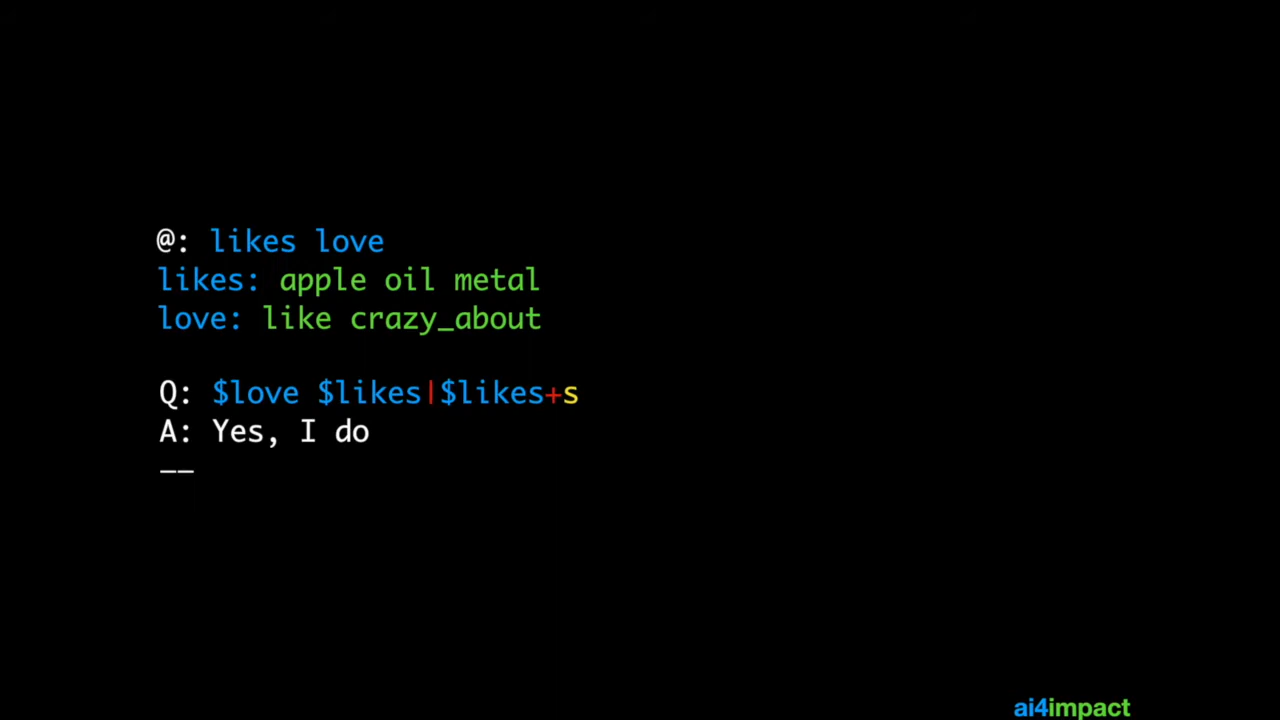 @: likes love
likes: apple oil metal
love: like crazy_about
Q: $love $likes|$likes+s
A: Yes, I do
——
ai4impact